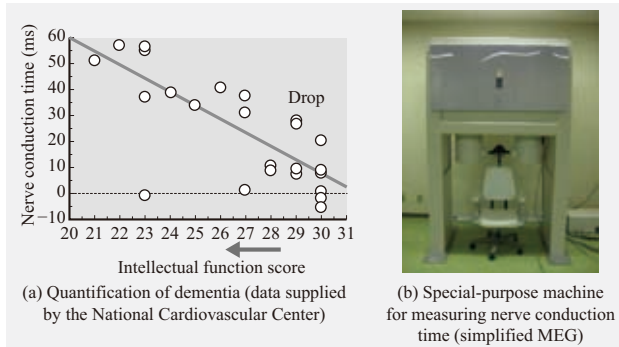 Nerve conduction time (ms)
60
50
40
30
20
10
0
−10
Drop
20 21 22 23 24 25 26 27 28 29 30 31
Intellectual function score
(a) Quantification of dementia (data supplied
by the National Cardiovascular Center)
(b) Special-purpose machine
for measuring nerve conduction
time (simplified MEG)